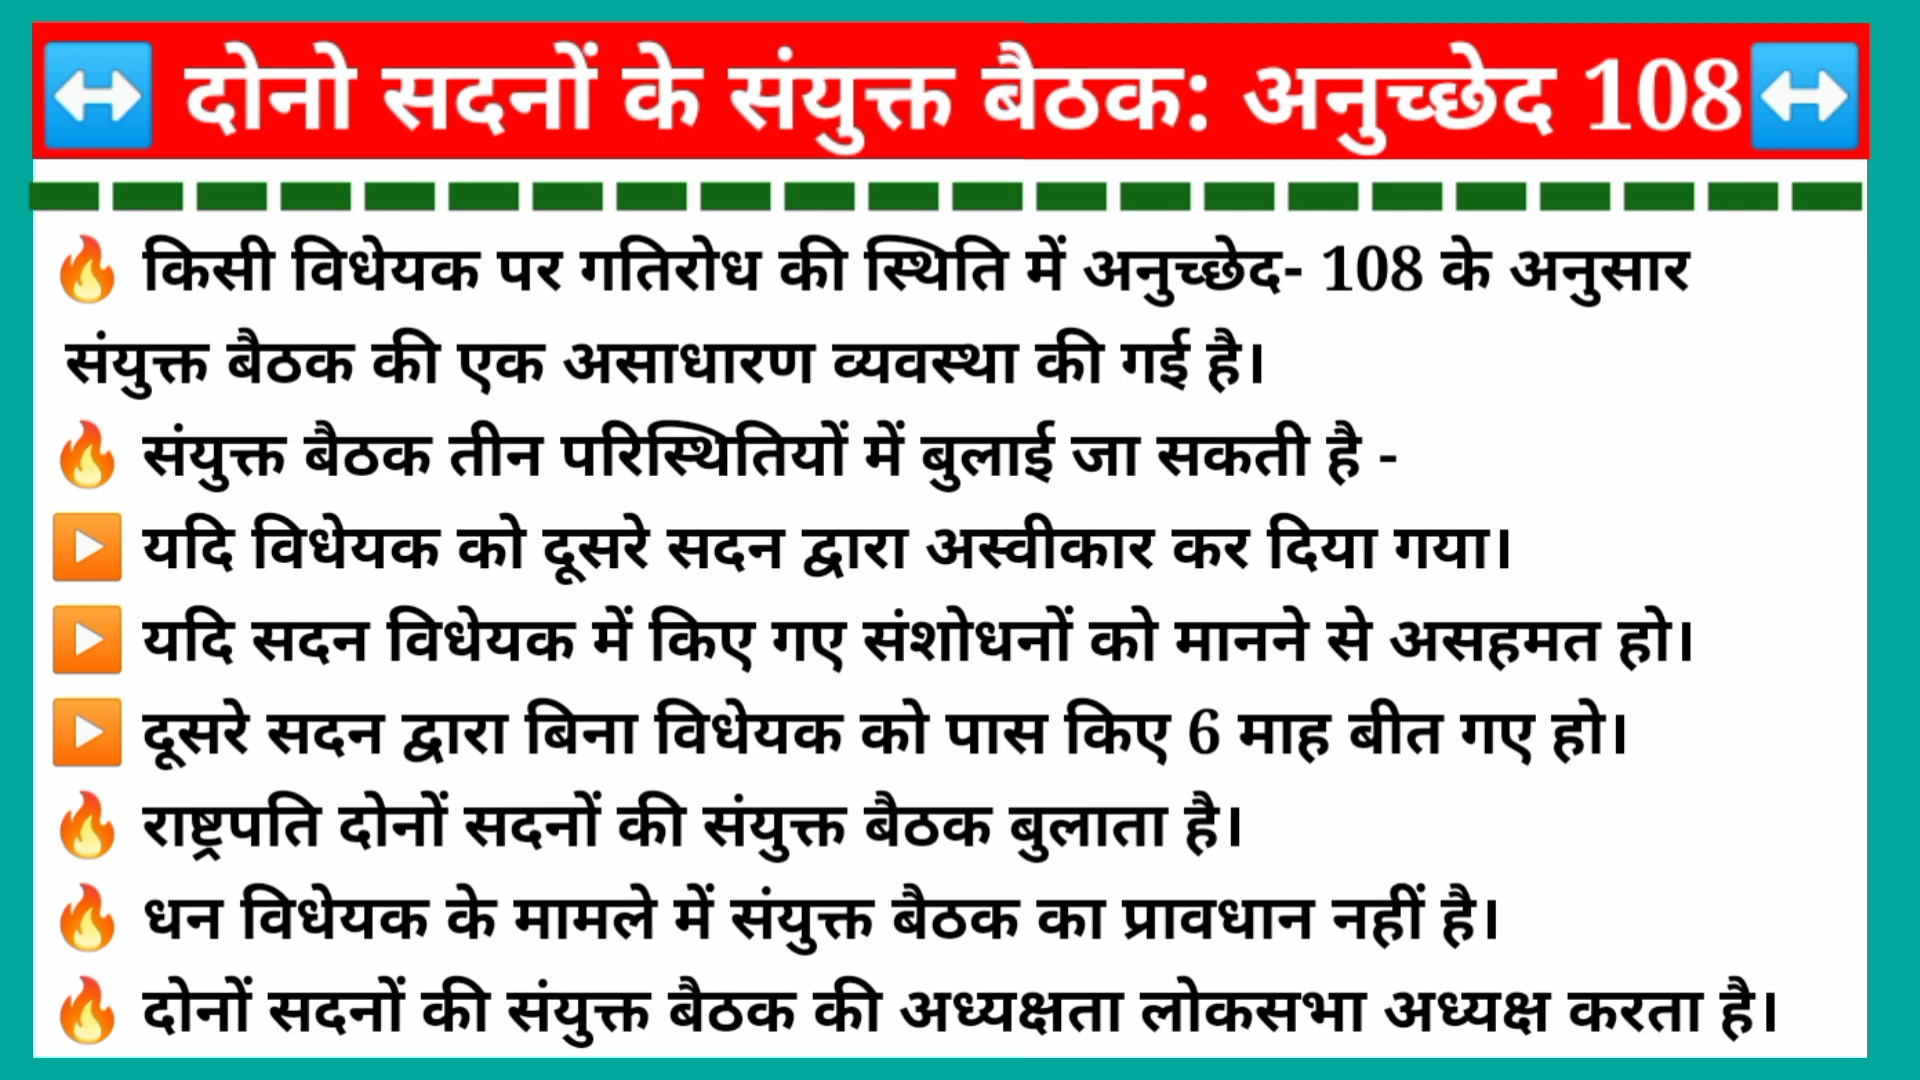 दोनो सदनों के संयुक्त बैठक: अनुच्छेद 108
किसी विधेयक पर गतिरोध की स्थिति में अनुच्छेद- 108 के अनुसार
संयुक्त बैठक की एक असाधारण व्यवस्था की गई है।
संयुक्त बैठक तीन परिस्थितियों में बुलाई जा सकती है -
यदि विधेयक को दूसरे सदन द्वारा अस्वीकार कर दिया गया।
यदि सदन विधेयक में किए गए संशोधनों को मानने से असहमत हो।
दूसरे सदन द्वारा बिना विधेयक को पास किए 6 माह बीत गए हो।
राष्ट्रपति दोनों सदनों की संयुक्त बैठक बुलाता है।
धन विधेयक के मामले में संयुक्त बैठक का प्रावधान नहीं है।
दोनों सदनों की संयुक्त बैठक की अध्यक्षता लोकसभा अध्यक्ष करता है।